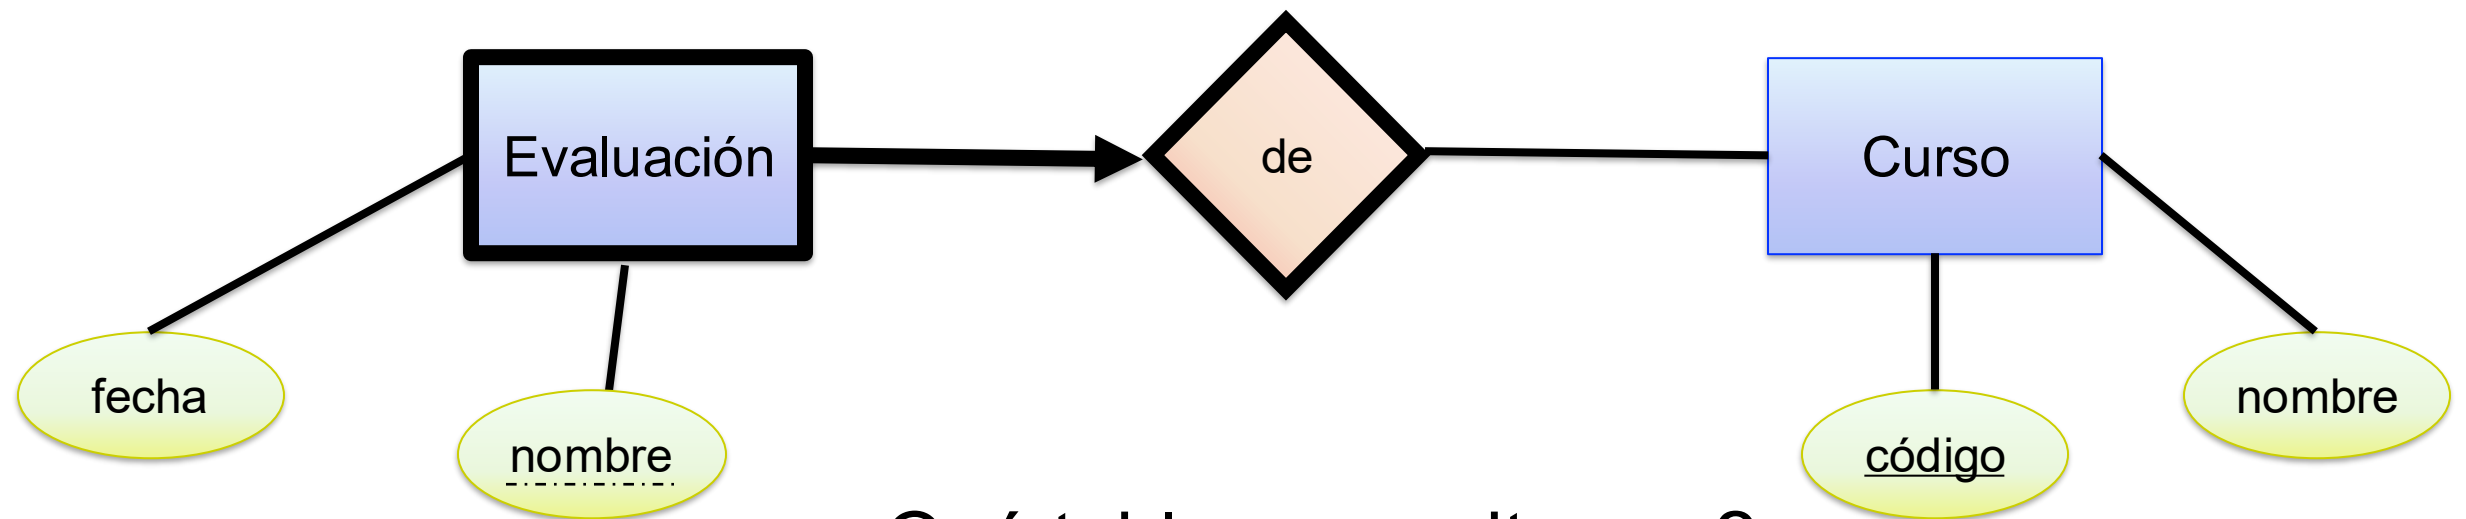 Evaluación
de
Curso
fecha
nombre
nombre
código